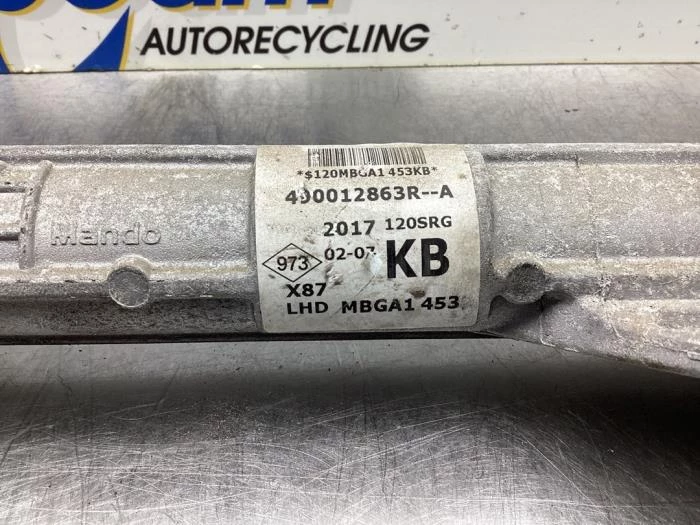 AUTORECYCLING
*$120MBGA1 453KB*
490012863R--A
2017 120SRG
973 02-07 KB
X87
LHD MBGA1 453
Mando